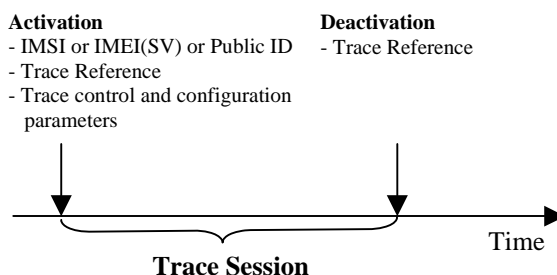 Activation
- IMSI or IMEI(SV) or Public ID
- Trace Reference
- Trace control and configuration
parameters
Deactivation
- Trace Reference
Time
Trace Session